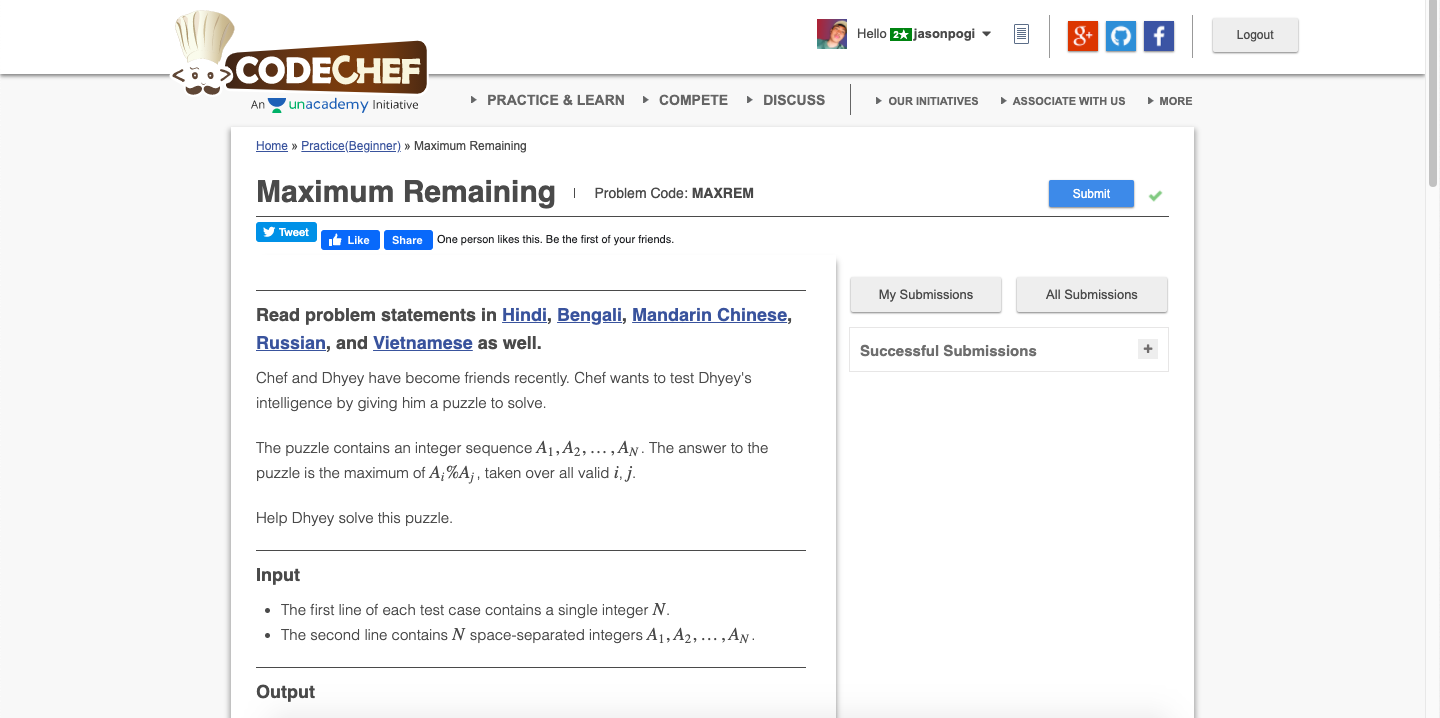 CODECHEF
An unacademy Initiative
Hello 2★ jasonpogi
Logout
PRACTICE & LEARN COMPETE DISCUSS OUR INITIATIVES ASSOCIATE WITH US MORE
Home » Practice(Beginner) » Maximum Remaining
Maximum Remaining | Problem Code: MAXREM
Submit
Tweet Like Share One person likes this. Be the first of your friends.
My Submissions All Submissions
Successful Submissions +
Read problem statements in Hindi, Bengali, Mandarin Chinese,
Russian, and Vietnamese as well.
Chef and Dhyey have become friends recently. Chef wants to test Dhyey's
intelligence by giving him a puzzle to solve.
The puzzle contains an integer sequence A₁, A₂, …, A_N. The answer to the
puzzle is the maximum of A_i%A_j, taken over all valid i, j.
Help Dhyey solve this puzzle.
Input
• The first line of each test case contains a single integer N.
• The second line contains N space-separated integers A₁, A₂, …, A_N.
Output